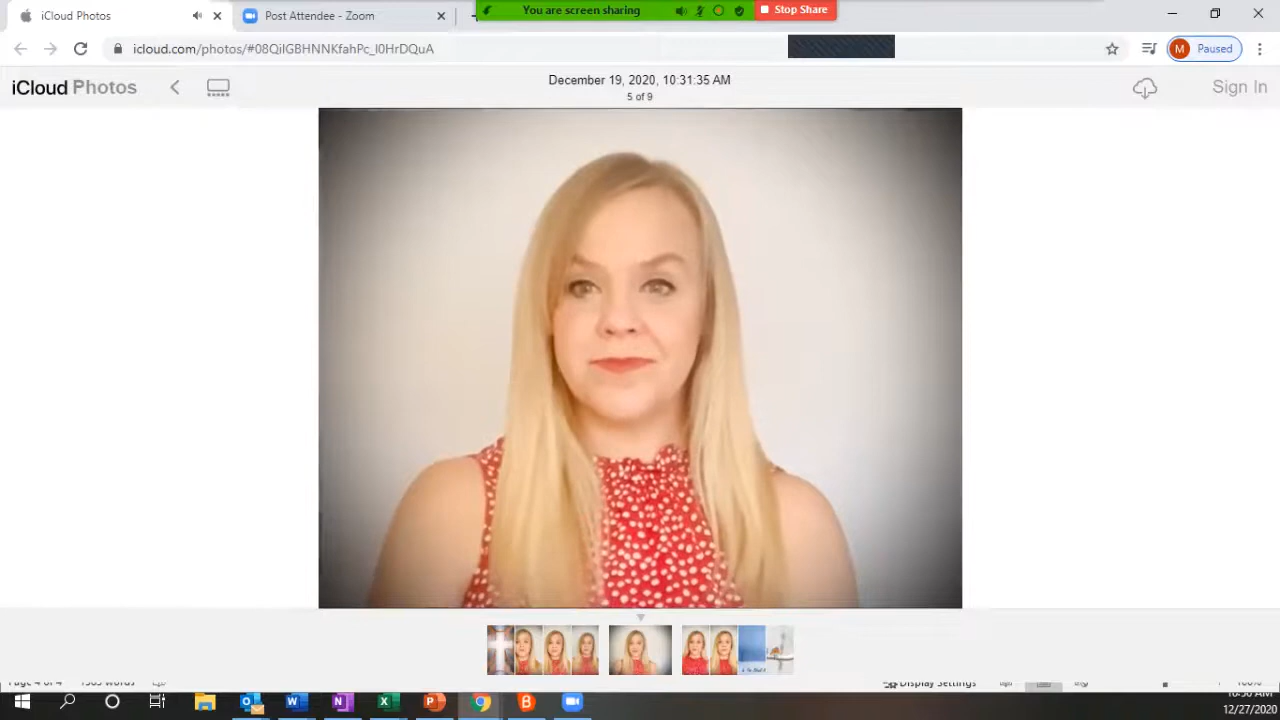 iCloud Photos
Post Attendee - Zoom
You are screen sharing
Stop Share
icloud.com/photos/#08QiIGBHNNKfahPc_I0HrDQuA
M
Paused
iCloud Photos
December 19, 2020, 10:31:35 AM
5 of 9
Sign In
Display Settings
12/27/2020